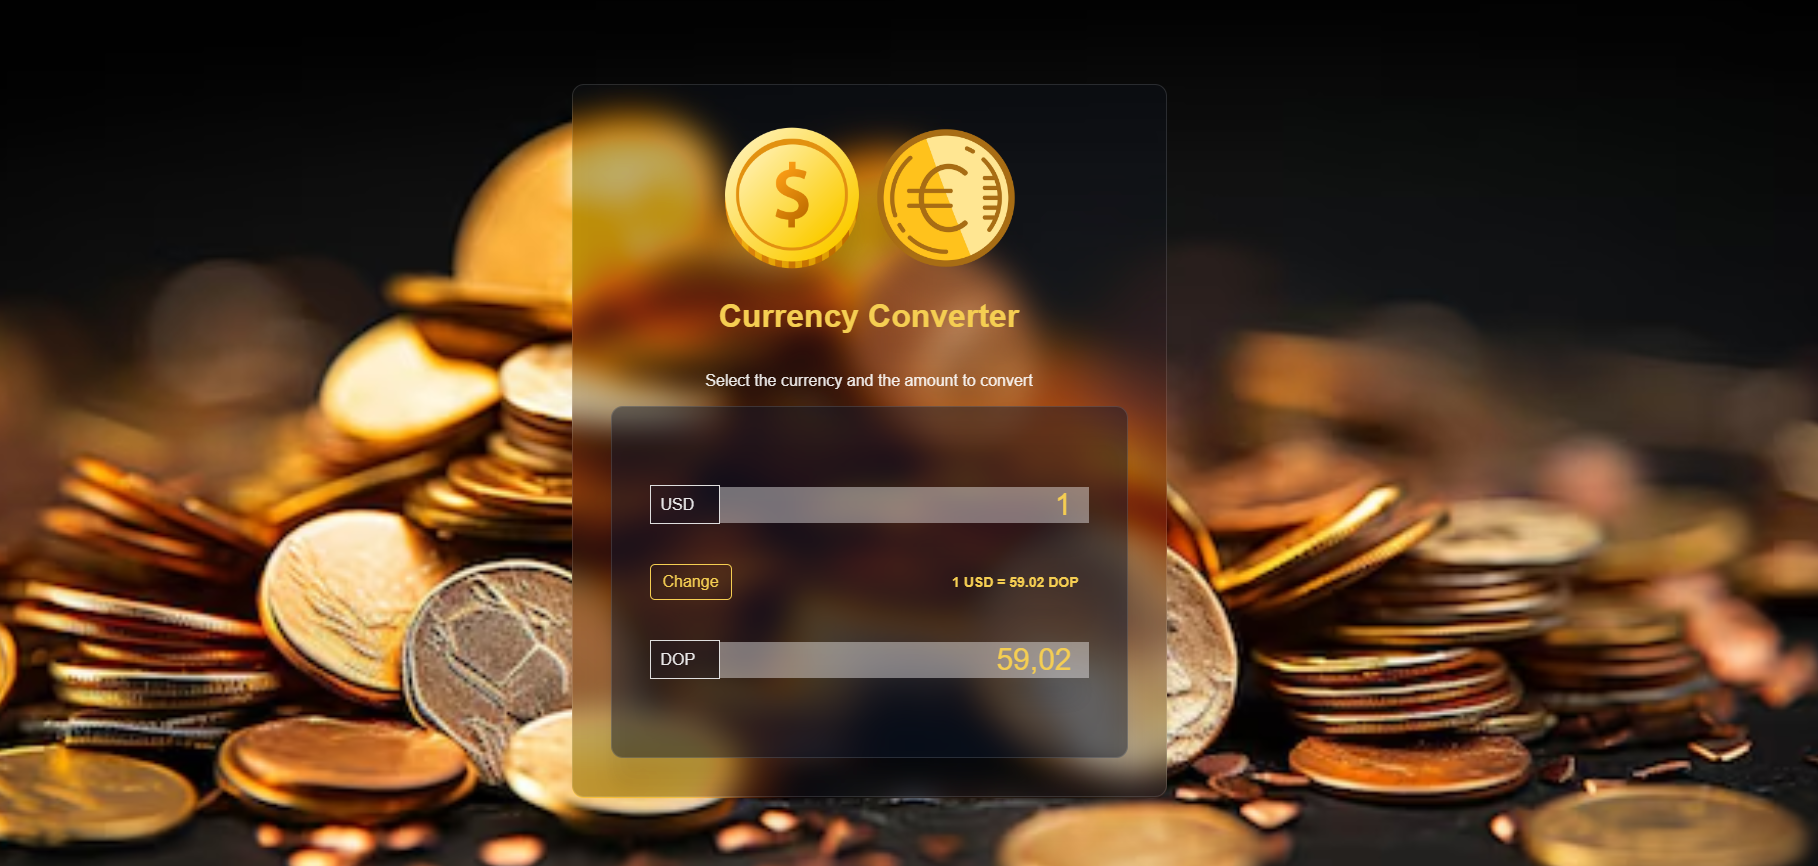 $ €
Currency Converter
Select the currency and the amount to convert
USD 1
Change 1 USD = 59.02 DOP
DOP 59,02